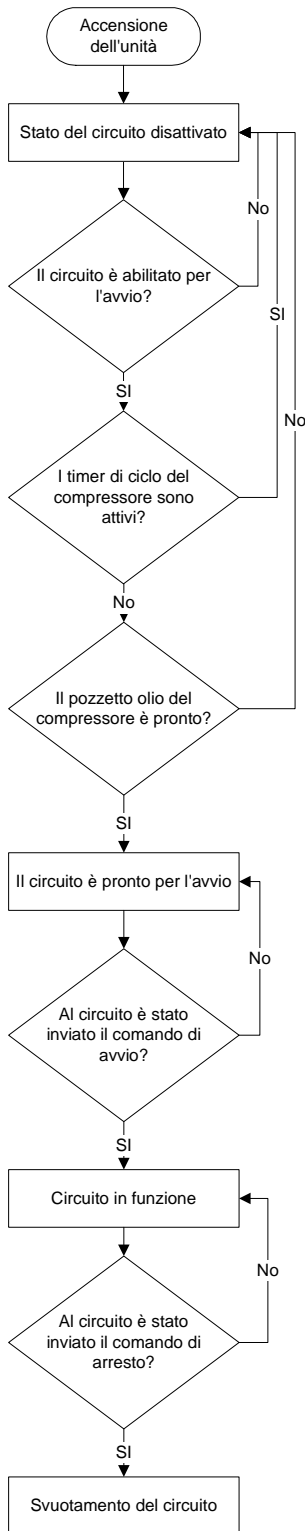 Accensione
dell'unità
Stato del circuito disattivato
No
Il circuito è abilitato per
l'avvio?
SI
SI
No
I timer di ciclo del
compressore sono
attivi?
No
Il pozzetto olio del
compressore è pronto?
SI
Il circuito è pronto per l'avvio
No
Al circuito è stato
inviato il comando di
avvio?
SI
Circuito in funzione
No
Al circuito è stato
inviato il comando di
arresto?
SI
Svuotamento del circuito